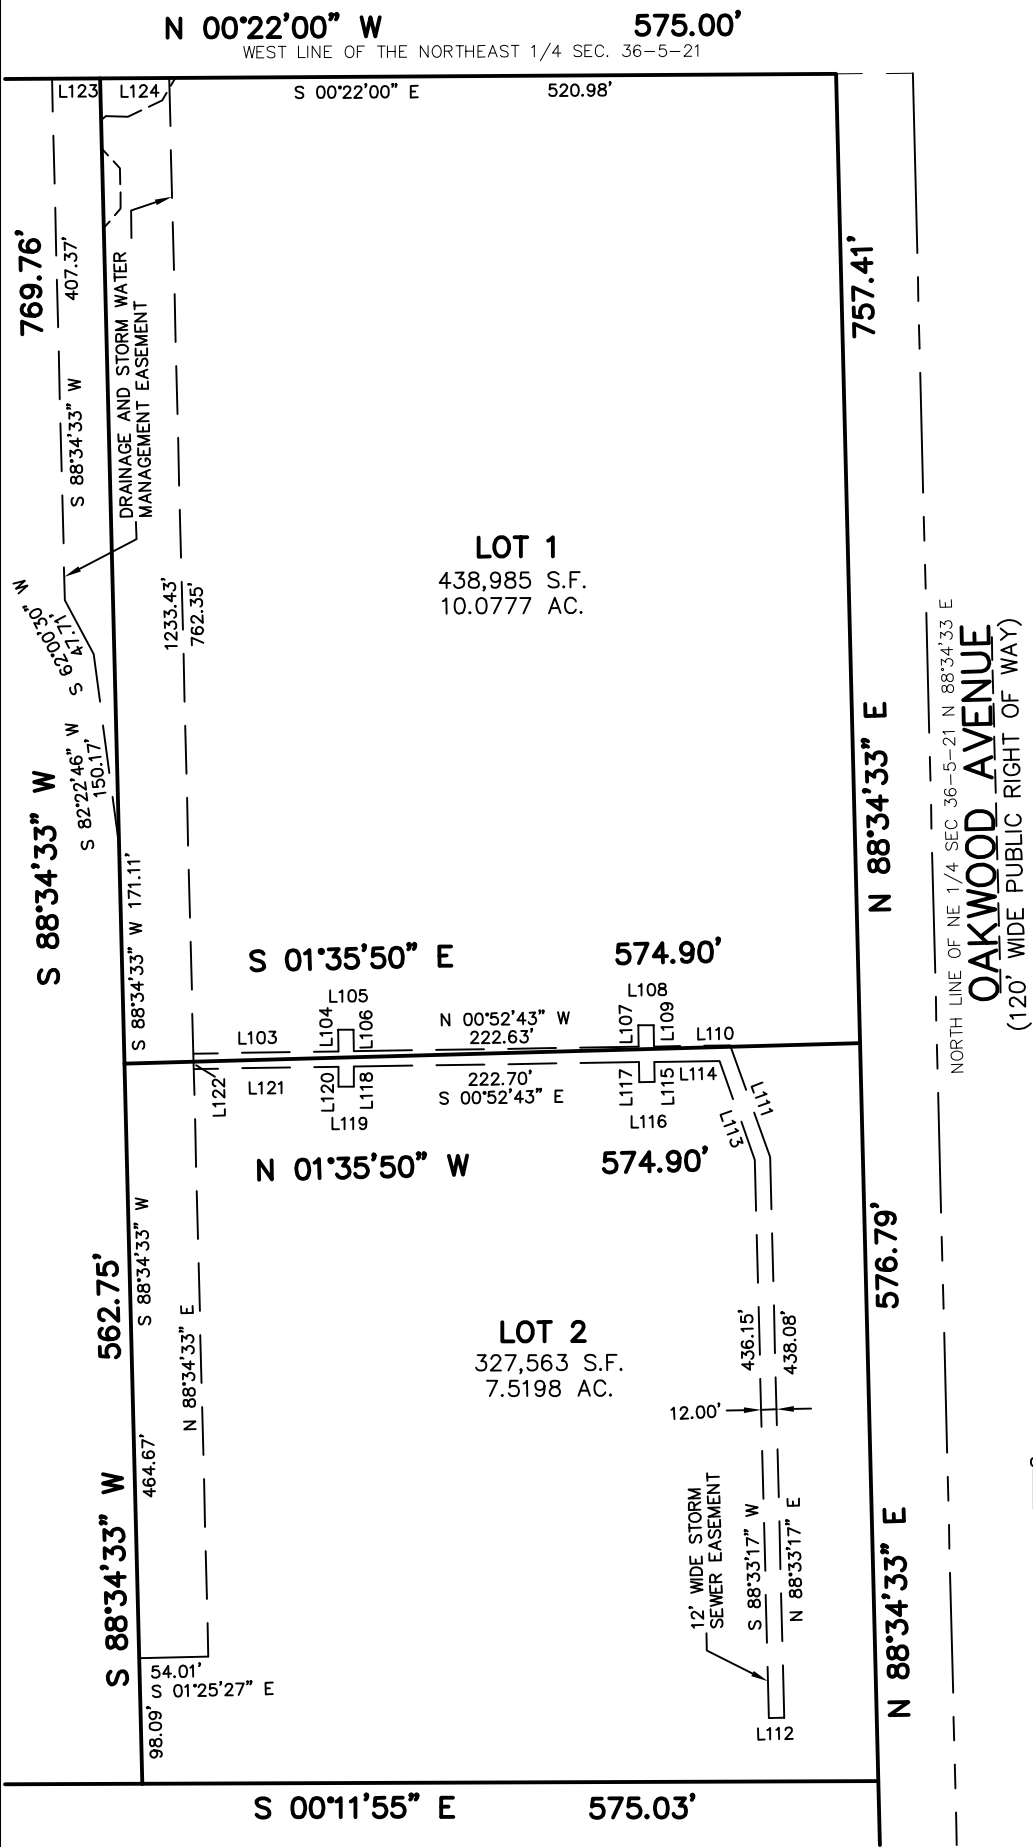 N 00°22'00" W 575.00'
WEST LINE OF THE NORTHEAST 1/4 SEC. 36-5-21
L123 L124 S 00°22'00" E 520.98'
769.76'
407.37'
S 88°34'33" W
DRAINAGE AND STORM WATER
MANAGEMENT EASEMENT
757.41'
LOT 1
438,985 S.F.
10.0777 AC.
S 62°00'30" W
47.71'
1233.43'
762.35'
S 82°22'46" W
150.17'
S 88°34'33" W
S 88°34'33" W 171.11'
N 88°34'33" E
NORTH LINE OF NE 1/4 SEC 36-5-21 N 88°34'33 E
OAKWOOD AVENUE
(120' WIDE PUBLIC RIGHT OF WAY)
S 01°35'50" E 574.90'
L105
L108
L103
L104
L106
N 00°52'43" W
222.63'
L107
L109
L110
L122
L121
L120
L118
222.70'
S 00°52'43" E
L117
L115
L114
L111
L113
L119
L116
N 01°35'50" W 574.90'
562.75'
S 88°34'33" W
N 88°34'33" E
576.79'
LOT 2
327,563 S.F.
7.5198 AC.
436.15'
438.08'
12.00'
464.67'
S 88°34'33" W
12' WIDE STORM
SEWER EASEMENT
S 88°33'17" W
N 88°33'17" E
N 88°34'33" E
54.01'
S 01°25'27" E
98.09'
L112
S 00°11'55" E 575.03'